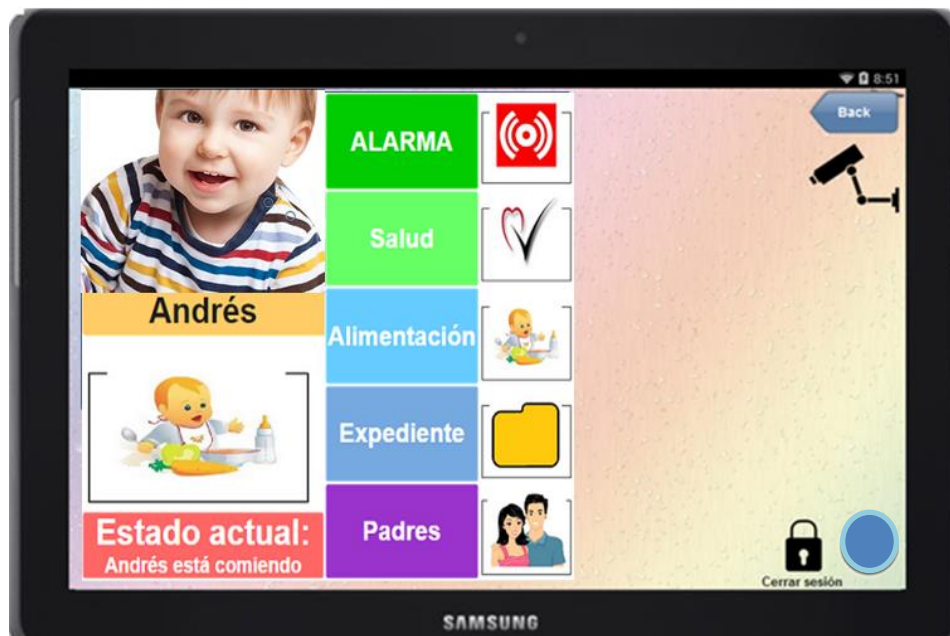 8:51
Back
ALARMA
Salud
Andrés
Alimentación
Expediente
Estado actual:
Andrés está comiendo
Padres
Cerrar sesión
SAMSUNG